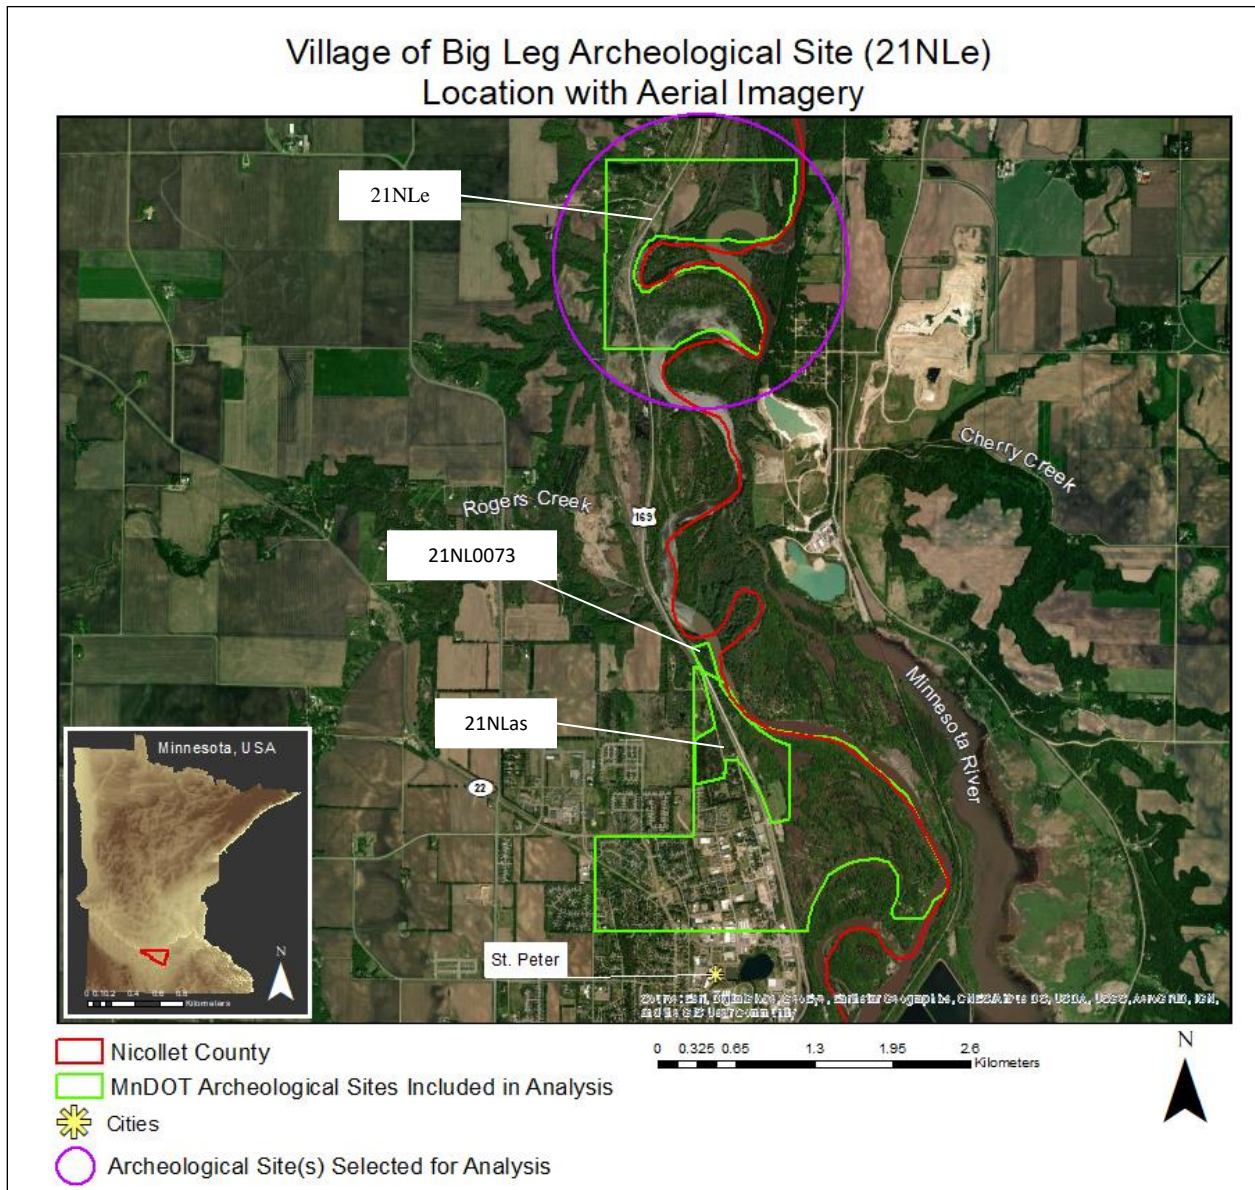 Village of Big Leg Archeological Site (21NLe)
Location with Aerial Imagery
21NLe
Cherry Creek
Rogers Creek
169
21NL0073
Minnesota River
21NLas
Minnesota, USA
22
St. Peter
N
Kilometers
Nicollet County
MnDOT Archeological Sites Included in Analysis
Cities
Archeological Site(s) Selected for Analysis
0 0.325 0.65 1.3 1.95 2.6
Kilometers
N